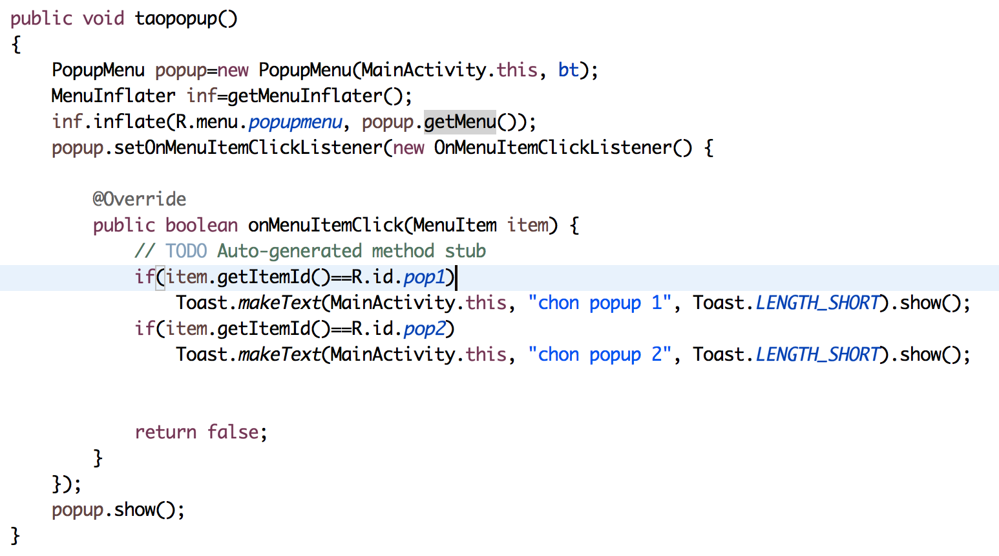 public void taopopup()
{
    PopupMenu popup=new PopupMenu(MainActivity.this, bt);
    MenuInflater inf=getMenuInflater();
    inf.inflate(R.menu.popupmenu, popup.getMenu());
    popup.setOnMenuItemClickListener(new OnMenuItemClickListener() {
        @Override
        public boolean onMenuItemClick(MenuItem item) {
            // TODO Auto-generated method stub
            if(item.getItemId()==R.id.pop1)
                Toast.makeText(MainActivity.this, "chon popup 1", Toast.LENGTH_SHORT).show();
            if(item.getItemId()==R.id.pop2)
                Toast.makeText(MainActivity.this, "chon popup 2", Toast.LENGTH_SHORT).show();
            return false;
        }
    });
    popup.show();
}